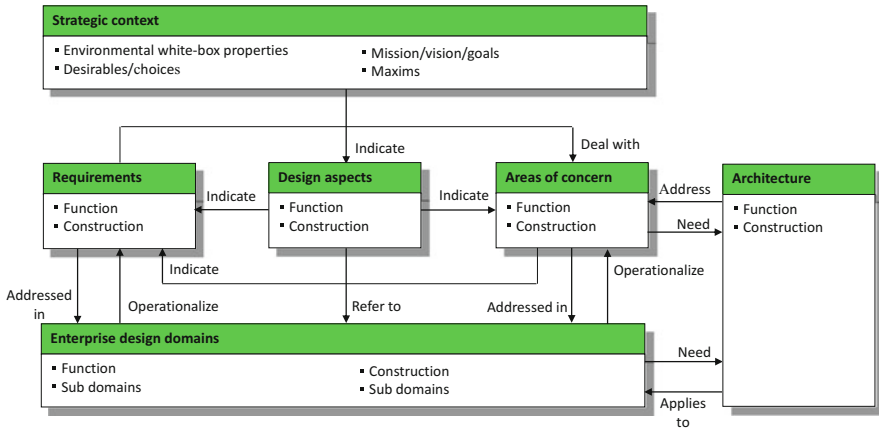 Strategic context
▪ Environmental white-box properties
▪ Desirables/choices
▪ Mission/vision/goals
▪ Maxims
Indicate
Deal with
Requirements
▪ Function
▪ Construction
Indicate
Design aspects
▪ Function
▪ Construction
Indicate
Areas of concern
▪ Function
▪ Construction
Address
Need
Architecture
▪ Function
▪ Construction
Indicate
Addressed
in
Operationalize
Refer to
Addressed in
Operationalize
Enterprise design domains
▪ Function
▪ Sub domains
▪ Construction
▪ Sub domains
Need
Applies
to